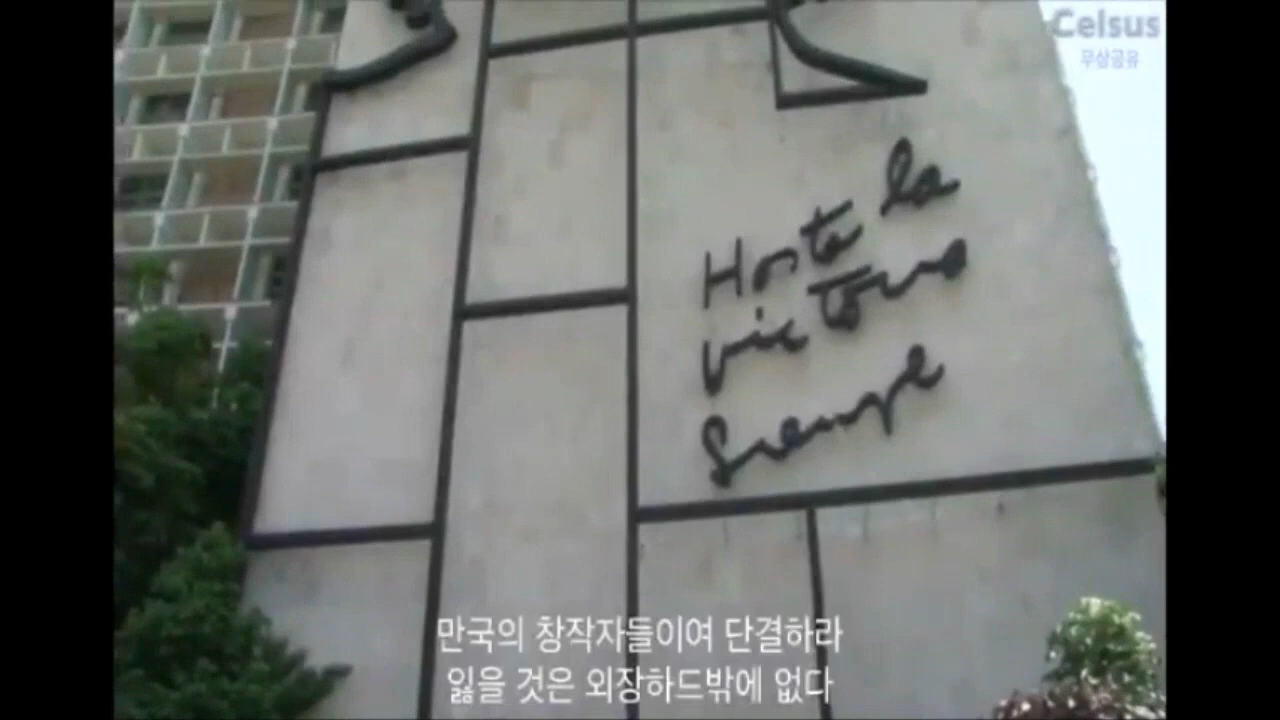 Celsus
무상공유
Hasta la
victoria
Siempre
만국의 창작자들이여 단결하라
잃을 것은 외장하드밖에 없다